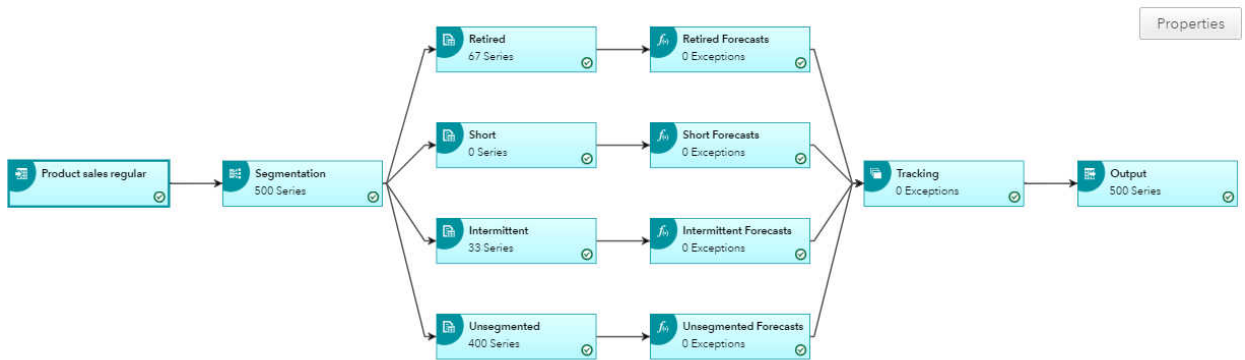 Properties
Product sales regular
Segmentation
500 Series
Retired
67 Series
Retired Forecasts
0 Exceptions
Short
0 Series
Short Forecasts
0 Exceptions
Intermittent
33 Series
Intermittent Forecasts
0 Exceptions
Unsegmented
400 Series
Unsegmented Forecasts
0 Exceptions
Tracking
0 Exceptions
Output
500 Series